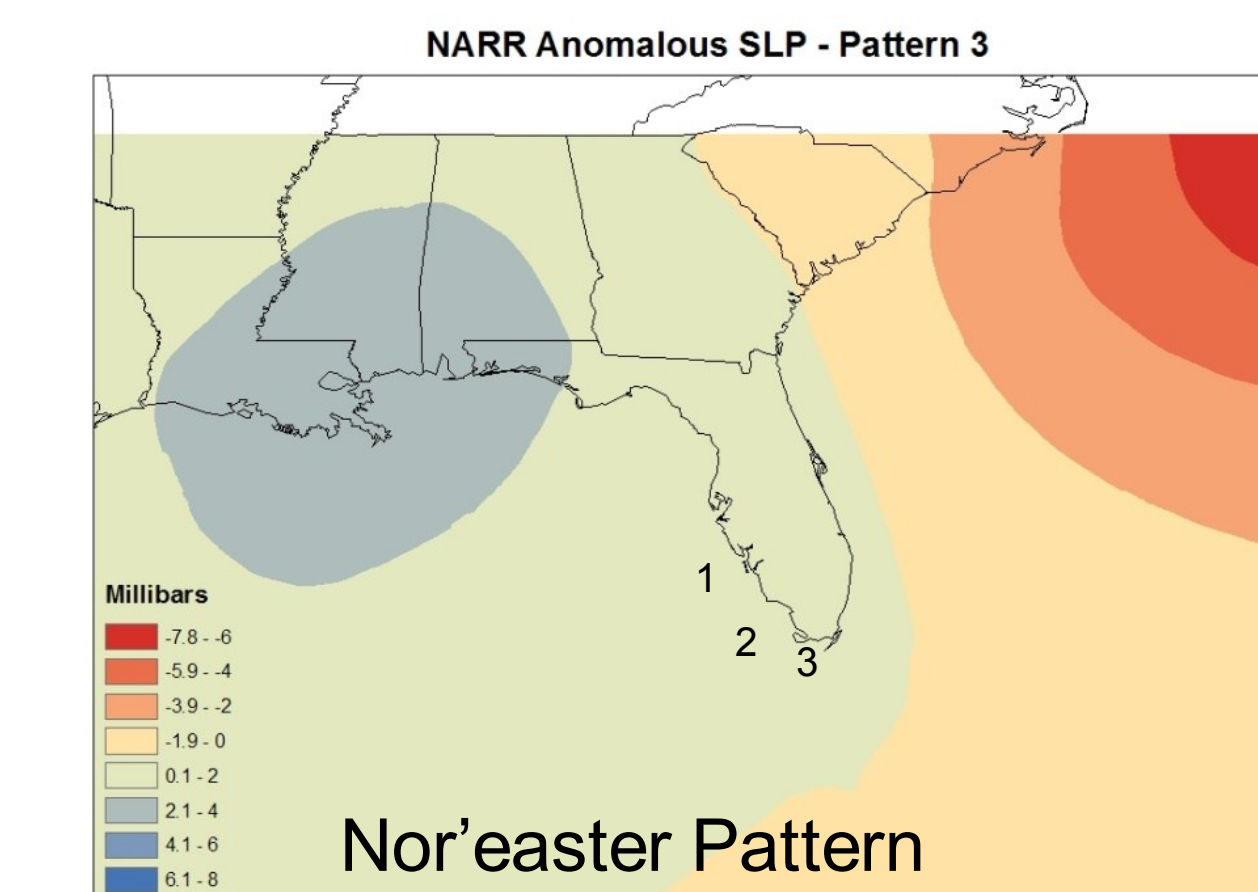 NARR Anomalous SLP - Pattern 3
1
2
3
Millibars
-7.8 - -6
-5.9 - -4
-3.9 - -2
-1.9 - 0
0.1 - 2
2.1 - 4
4.1 - 6
6.1 - 8
Nor’easter Pattern